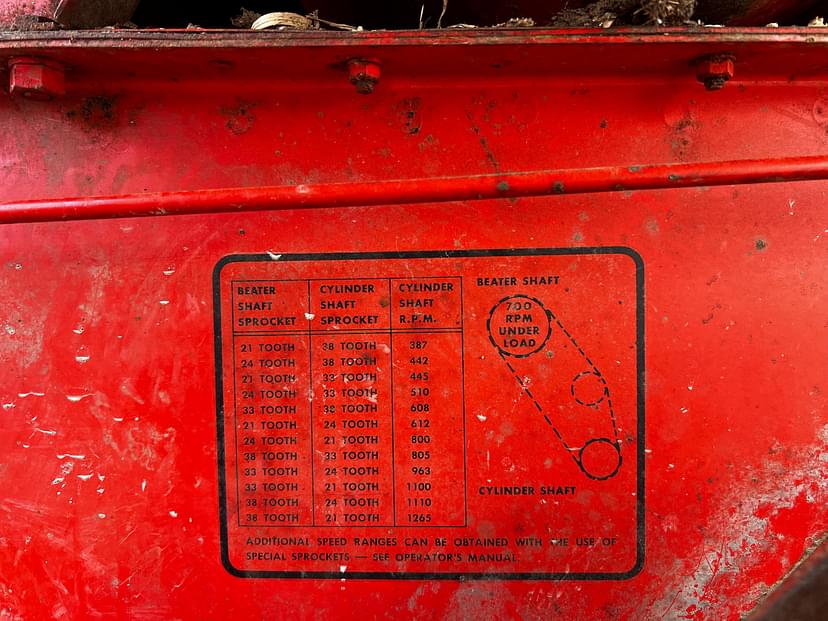 BEATER SHAFT SPROCKET CYLINDER SHAFT SPROCKET CYLINDER SHAFT R.P.M.
21 TOOTH 38 TOOTH 387
24 TOOTH 38 TOOTH 442
21 TOOTH 33 TOOTH 445
24 TOOTH 33 TOOTH 510
33 TOOTH 38 TOOTH 608
21 TOOTH 24 TOOTH 612
24 TOOTH 21 TOOTH 800
38 TOOTH 33 TOOTH 805
33 TOOTH 24 TOOTH 963
33 TOOTH 21 TOOTH 1100
38 TOOTH 24 TOOTH 1110
38 TOOTH 21 TOOTH 1265
BEATER SHAFT
700
RPM
UNDER
LOAD
CYLINDER SHAFT
ADDITIONAL SPEED RANGES CAN BE OBTAINED WITH THE USE OF
SPECIAL SPROCKETS — SEE OPERATOR'S MANUAL.